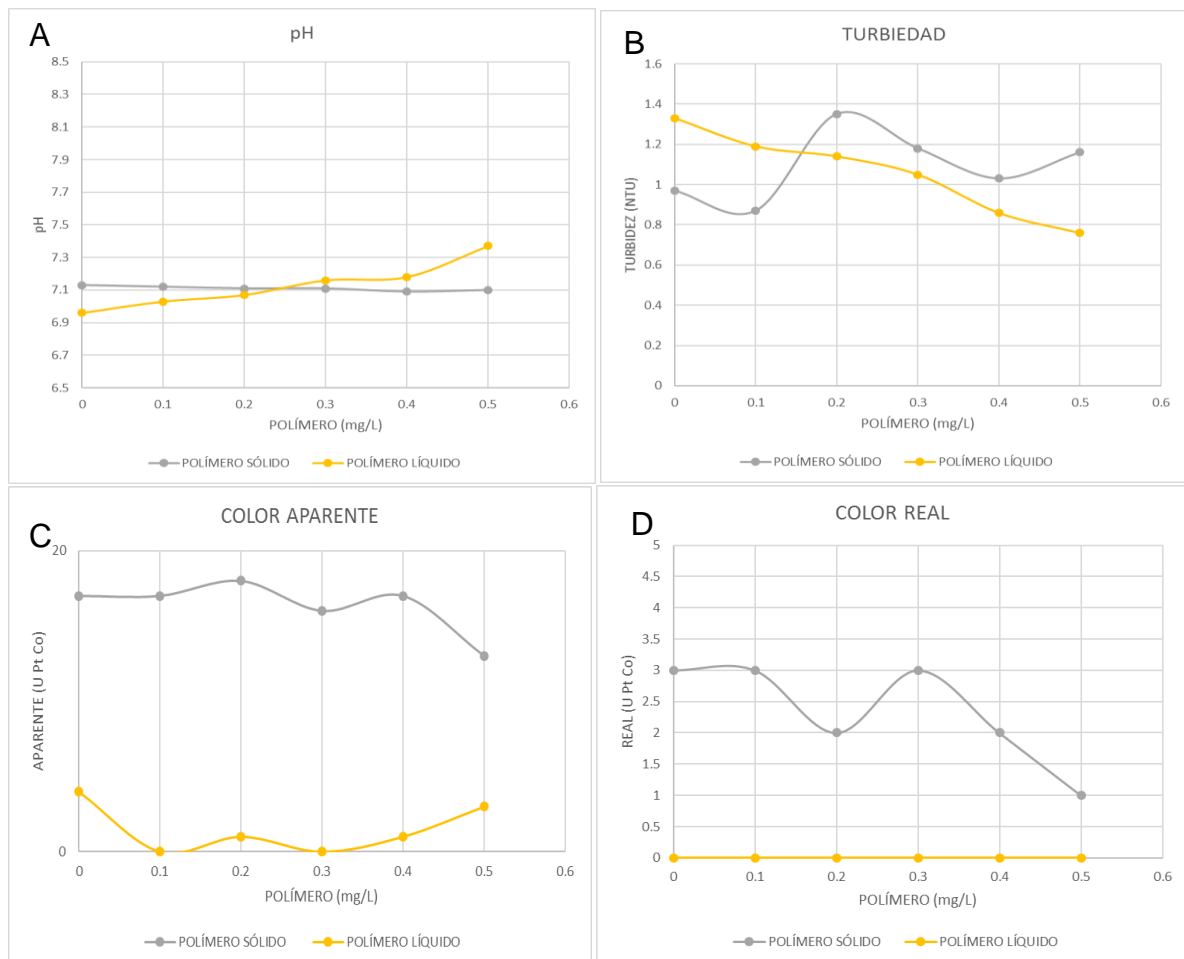 A
pH
8.5
8.3
8.1
7.9
7.7
7.5
7.3
7.1
6.9
6.7
6.5
pH
0 0.1 0.2 0.3 0.4 0.5 0.6
POLÍMERO (mg/L)
POLÍMERO SÓLIDO POLÍMERO LÍQUIDO
B
TURBIEDAD
1.6
1.4
1.2
1
0.8
0.6
0.4
0.2
0
TURBIDEZ (NTU)
0 0.1 0.2 0.3 0.4 0.5 0.6
POLÍMERO (mg/L)
POLÍMERO SÓLIDO POLÍMERO LÍQUIDO
C
COLOR APARENTE
20
0
APARENTE (U Pt Co)
0 0.1 0.2 0.3 0.4 0.5 0.6
POLÍMERO (mg/L)
POLÍMERO SÓLIDO POLÍMERO LÍQUIDO
D
COLOR REAL
5
4.5
4
3.5
3
2.5
2
1.5
1
0.5
0
REAL (U Pt Co)
0 0.1 0.2 0.3 0.4 0.5 0.6
POLÍMERO (mg/L)
POLÍMERO SÓLIDO POLÍMERO LÍQUIDO